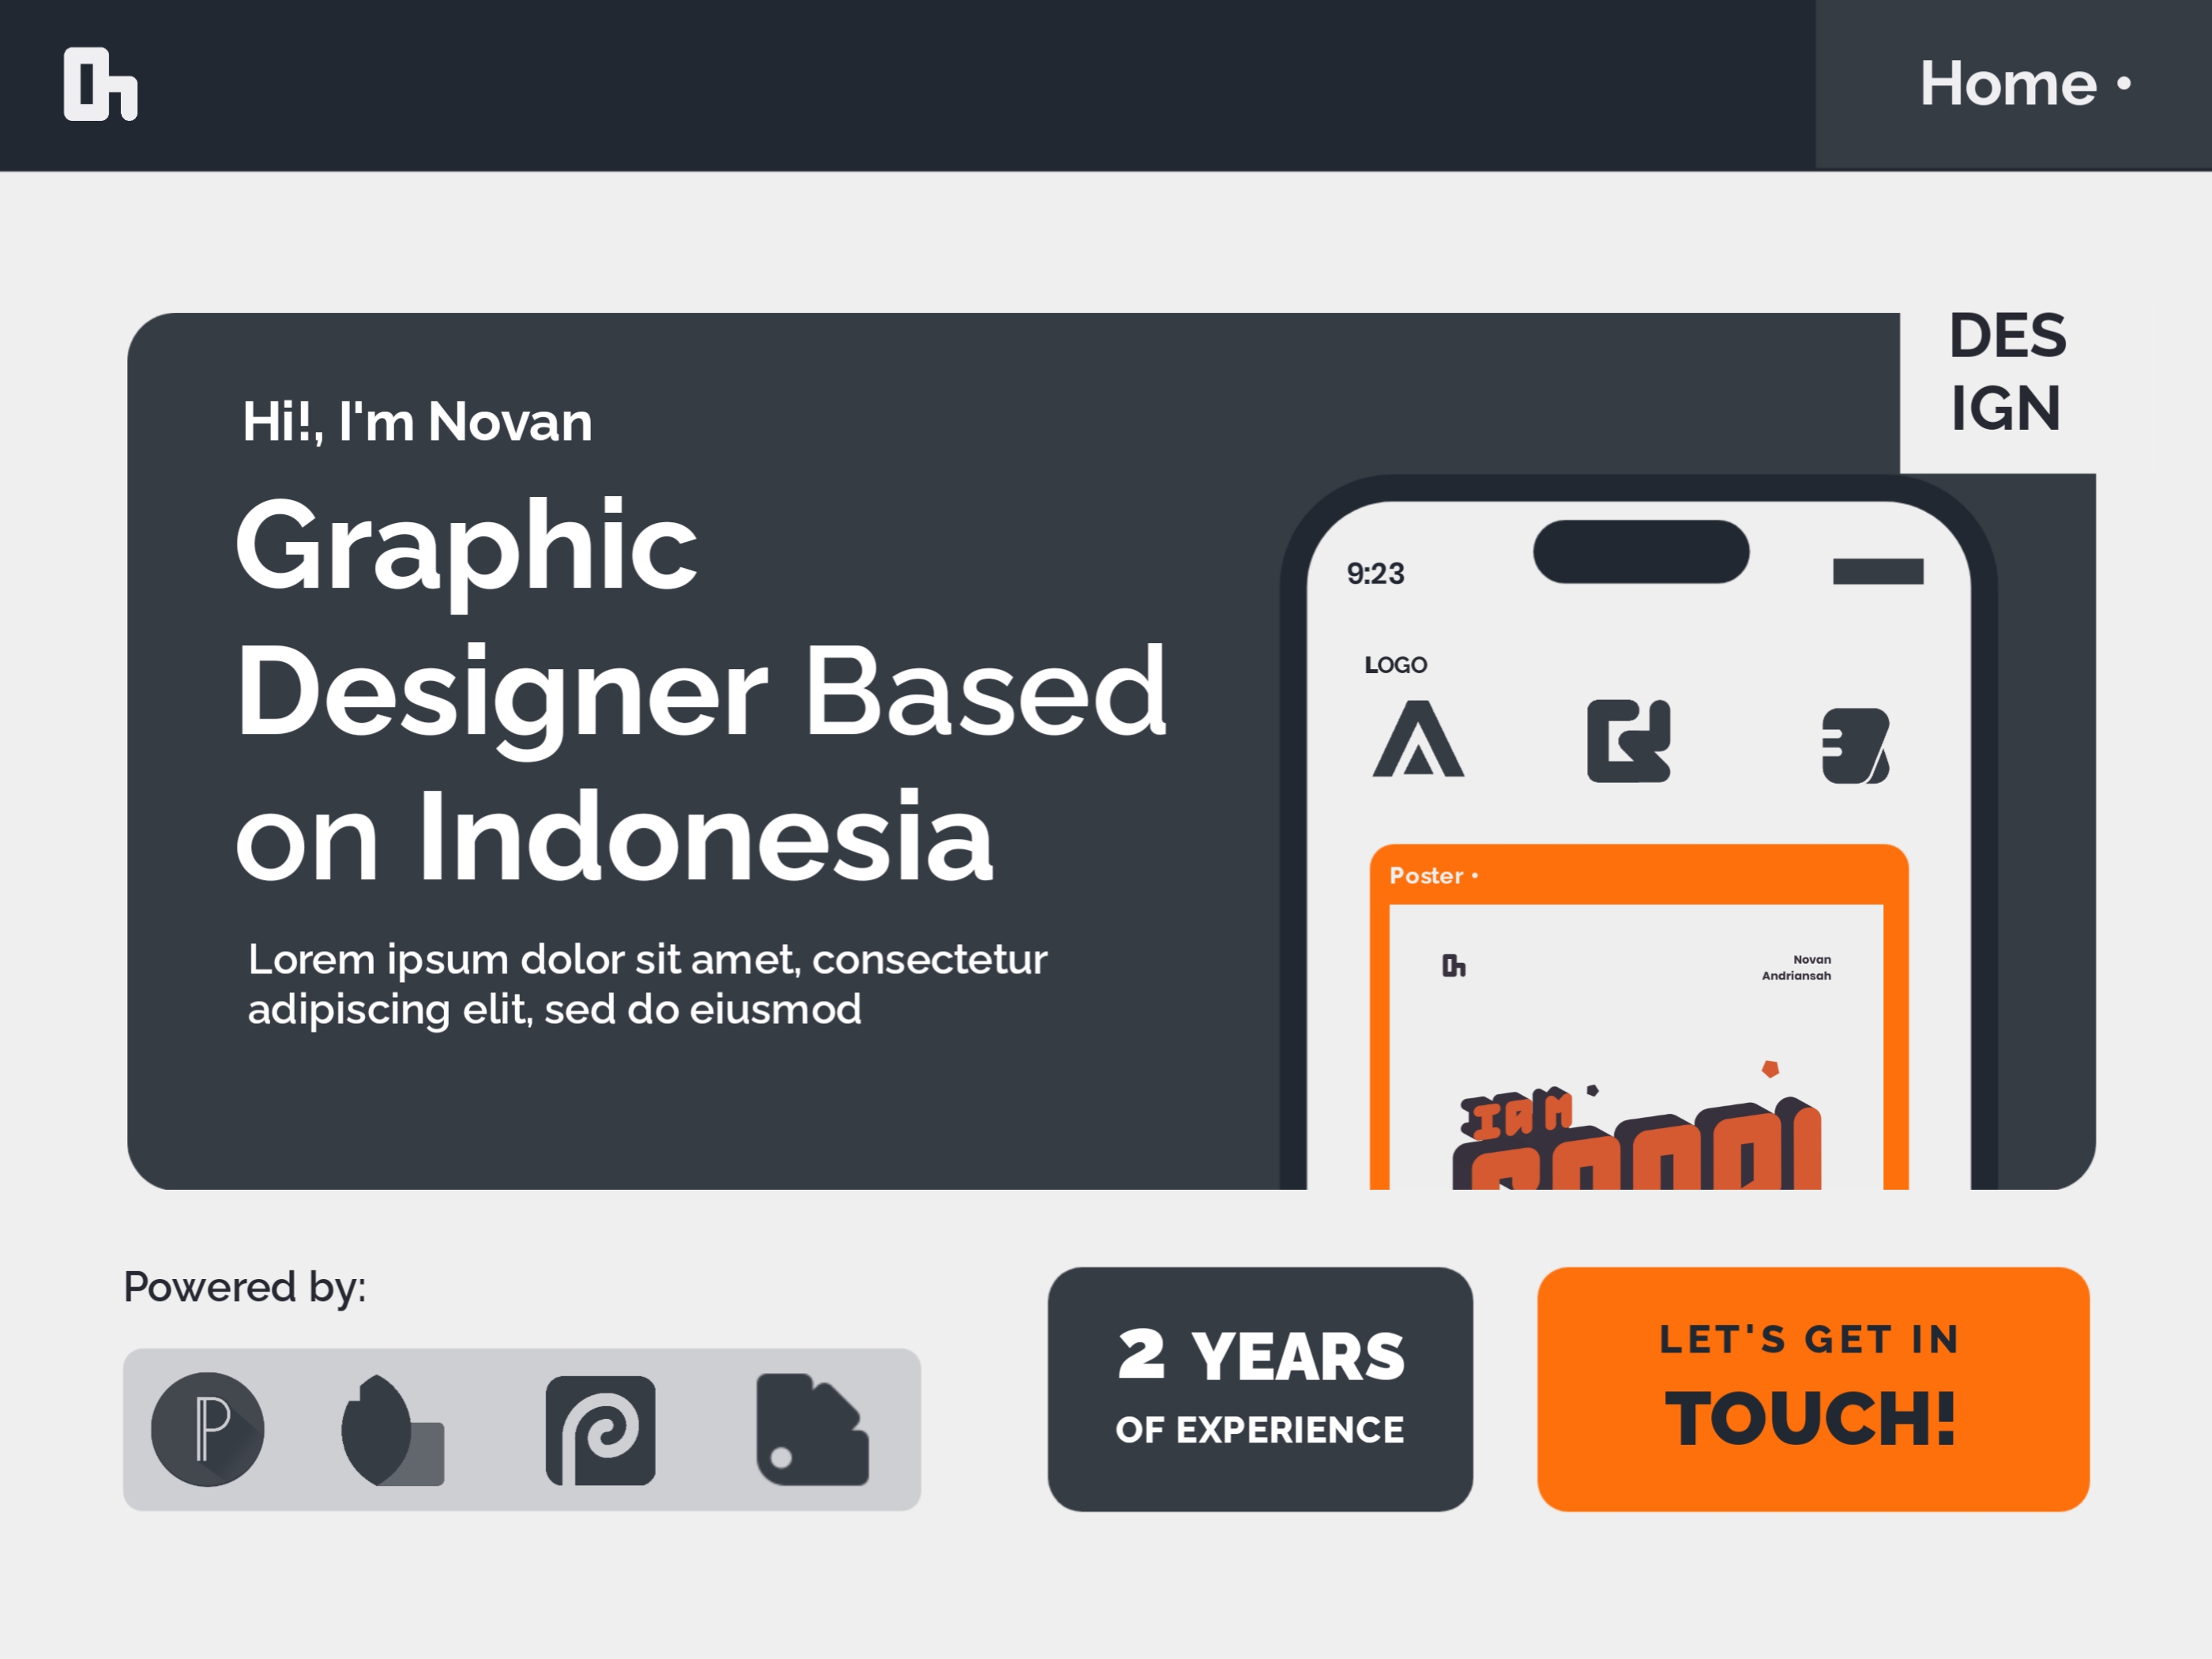 Home •
DES
IGN
Hi!, I'm Novan
Graphic
Designer Based
on Indonesia
Lorem ipsum dolor sit amet, consectetur
adipiscing elit, sed do eiusmod
9:23
LOGO
Poster •
Novan
Andriansah
I AM
Powered by:
2 YEARS
OF EXPERIENCE
LET'S GET IN
TOUCH!